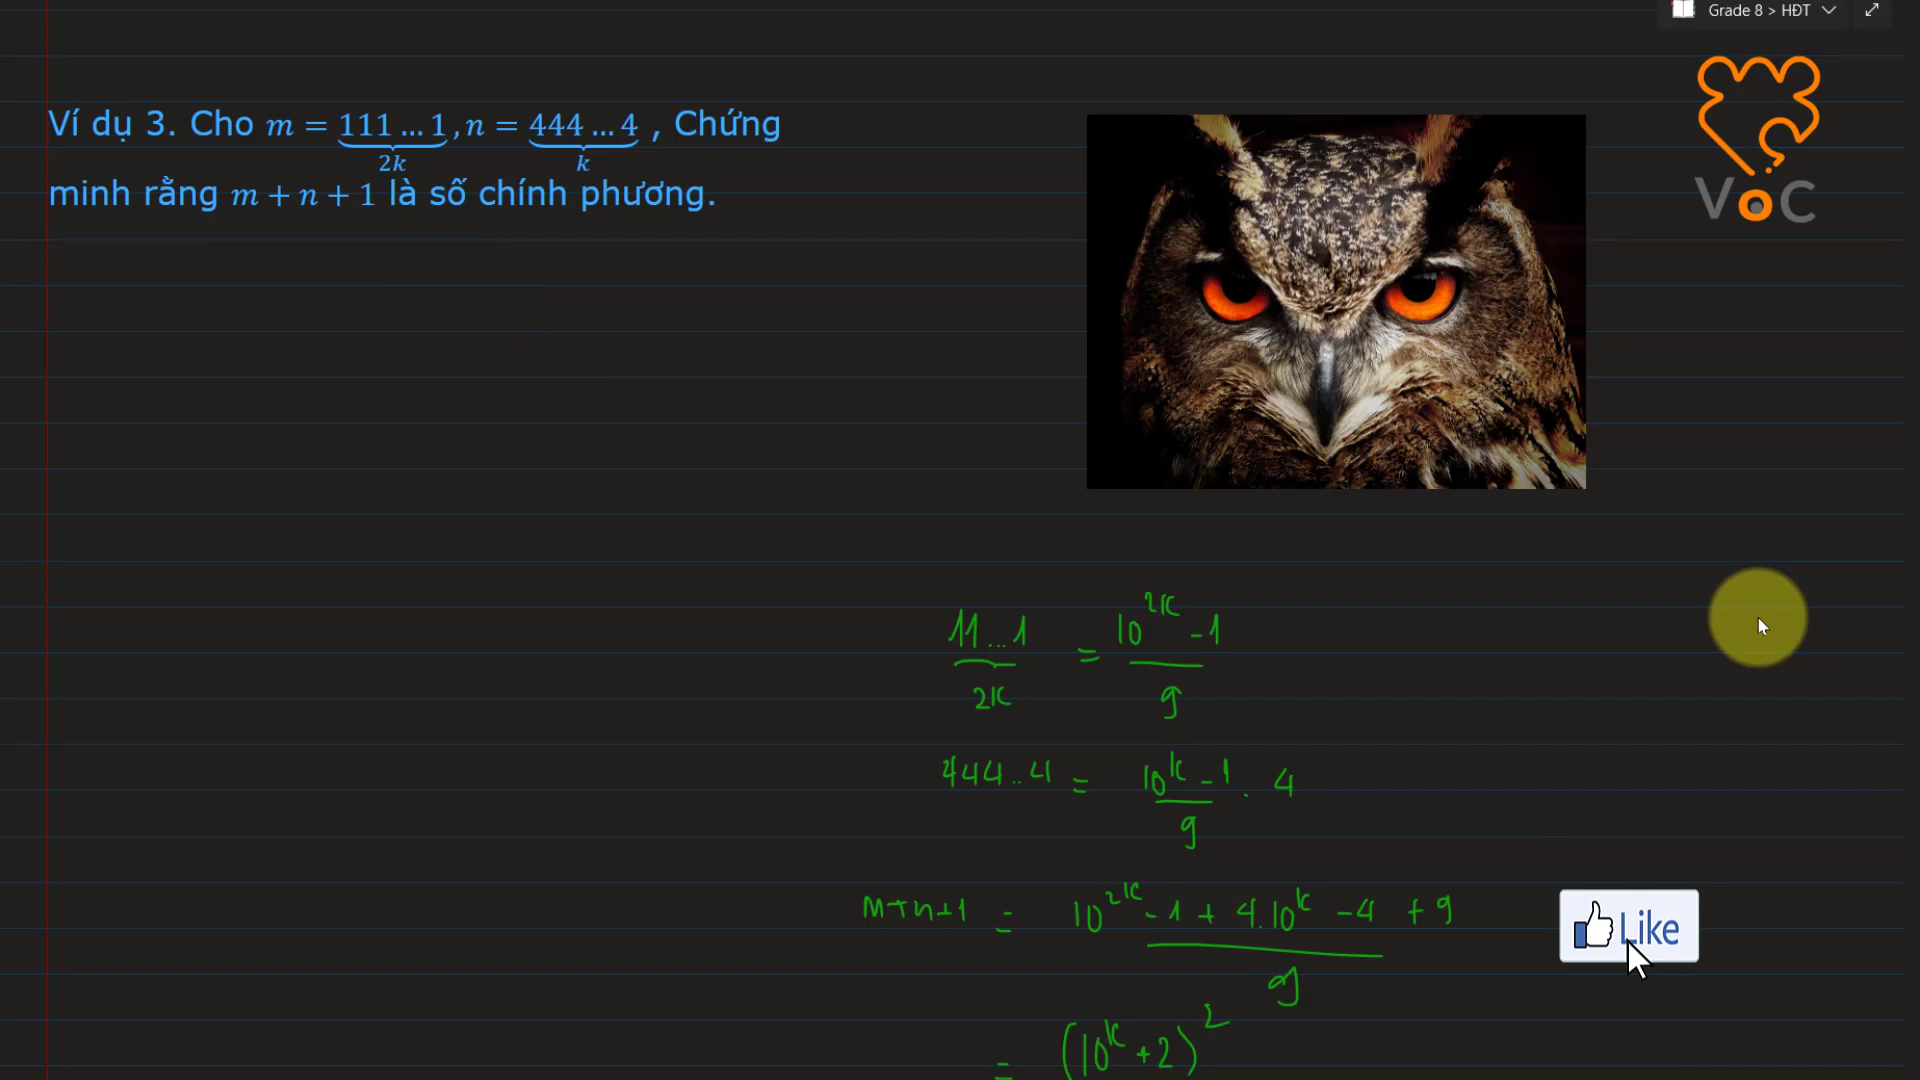 Grade 8 > HĐT
VoC
Ví dụ 3. Cho m = 111 ... 1, n = 444 ... 4 , Chứng
2k k
minh rằng m + n + 1 là số chính phương.
11...1 = 10^2k - 1
2k 9
444..4 = 10^k - 1 . 4
9
m+n+1 = 10^2k - 1 + 4.10^k - 4 + 9
9
= (10^k + 2)^2
Like